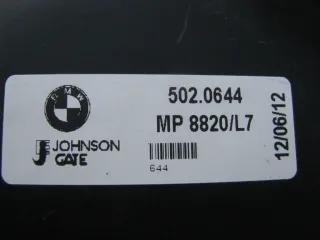 BMW
502.0644
MP 8820/L7
12/06/12
JOHNSON
GATE
644